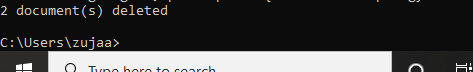 2 document(s) deleted
C:\Users\zujaa>
Type here to search